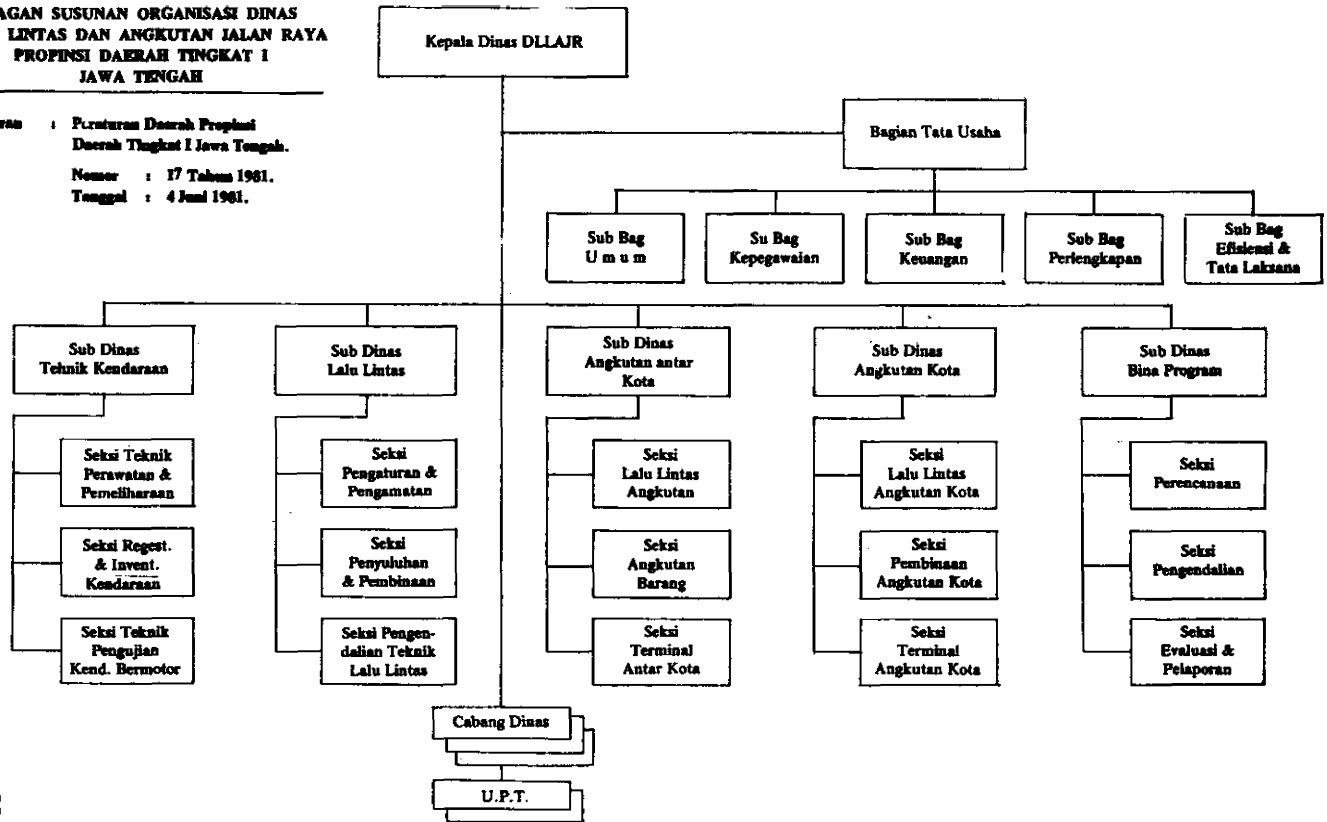 AGAN SUSUNAN ORGANISASI DINAS
LINTAS DAN ANGKUTAN JALAN RAYA
PROPINSI DAERAH TINGKAT I
JAWA TENGAH
ran : Peraturan Daerah Propinsi
Daerah Tingkat I Jawa Tengah.
Nomor : 17 Tahun 1981.
Tanggal : 4 Juni 1981.
Kepala Dinas DLLAJR
Bagian Tata Usaha
Sub Bag
U m u m
Su Bag
Kepegawaian
Sub Bag
Keuangan
Sub Bag
Perlengkapan
Sub Bag
Efisiensi &
Tata Laksana
Sub Dinas
Tehnik Kendaraan
Sub Dinas
Lalu Lintas
Sub Dinas
Angkutan antar
Kota
Sub Dinas
Angkutan Kota
Sub Dinas
Bina Program
Seksi Teknik
Perawatan &
Pemeliharaan
Seksi Regest.
& Invent.
Kendaraan
Seksi Teknik
Pengujian
Kend. Bermotor
Seksi
Pengaturan &
Pengamatan
Seksi
Penyuluhan
& Pembinaan
Seksi Pengen-
dalian Teknik
Lalu Lintas
Seksi
Lalu Lintas
Angkutan
Seksi
Angkutan
Barang
Seksi
Terminal
Antar Kota
Seksi
Lalu Lintas
Angkutan Kota
Seksi
Pembinaan
Angkutan Kota
Seksi
Terminal
Angkutan Kota
Seksi
Perencanaan
Seksi
Pengendalian
Seksi
Evaluasi &
Pelaporan
Cabang Dinas
U.P.T.